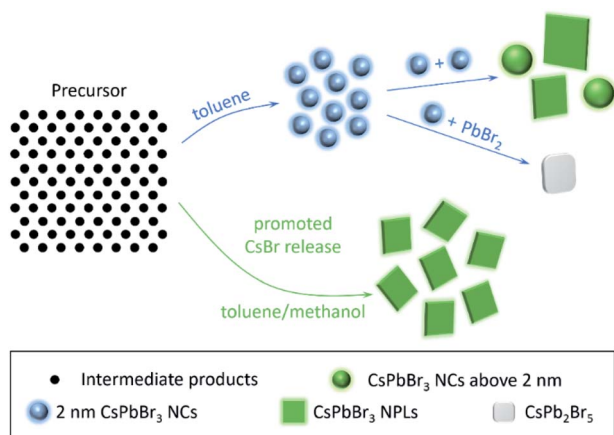 Precursor
toluene
+
+ PbBr₂
promoted
CsBr release
toluene/methanol
Intermediate products
CsPbBr₃ NCs above 2 nm
2 nm CsPbBr₃ NCs
CsPbBr₃ NPLs
CsPb₂Br₅